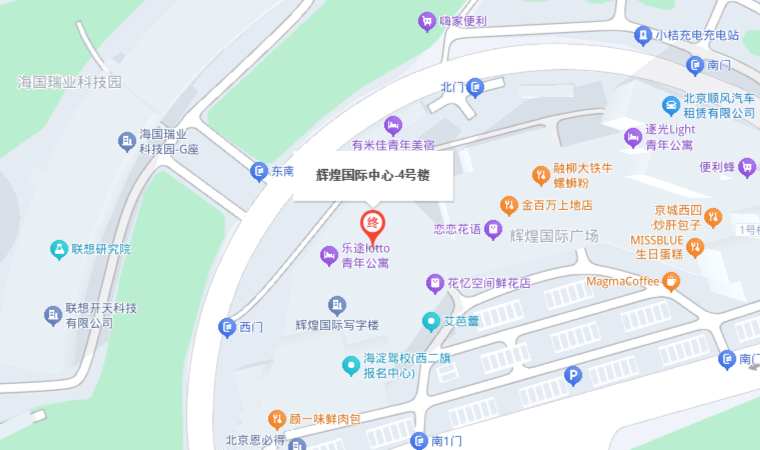 嗨家便利
小桔充电充电站
南门
海国瑞业科技园
北门
北京顺风汽车
租赁有限公司
海国瑞业
科技园-G座
有米佳青年美宿
逐光Light
青年公寓
东南
辉煌国际中心-4号楼
融柳大铁牛
螺蛳粉
便利蜂
金百万上地店
京城西四
·炒肝包子
终
恋恋花语
辉煌国际广场
1号楼
联想研究院
乐途lotto
青年公寓
MISSBLUE
生日蛋糕
花忆空间鲜花店
MagmaCoffee
联想开天科技
有限公司
辉煌国际写字楼
艾芭蕾
西门
海淀驾校(西二旗
报名中心)
南门
P
顾一味鲜肉包
北京恩必得
南1门